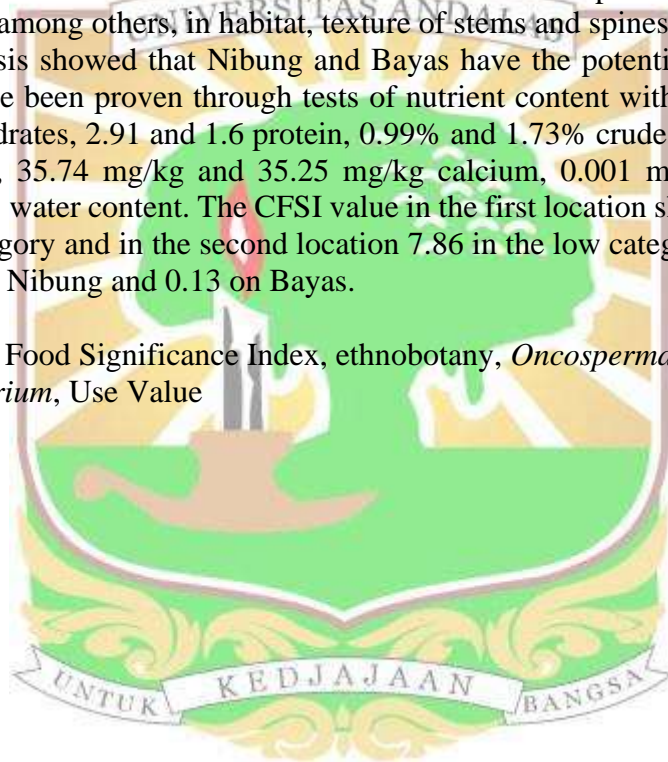 UNIVERSITAS ANDALAS
among others, in habitat, texture of stems and spines
sis showed that Nibung and Bayas have the potenti
e been proven through tests of nutrient content with
drates, 2.91 and 1.6 protein, 0.99% and 1.73% crude
, 35.74 mg/kg and 35.25 mg/kg calcium, 0.001 m
water content. The CFSI value in the first location s
gory and in the second location 7.86 in the low categ
Nibung and 0.13 on Bayas.
Food Significance Index, ethnobotany, Oncosperma
rium, Use Value
UNTUK KEDJAJAAN BANGSA